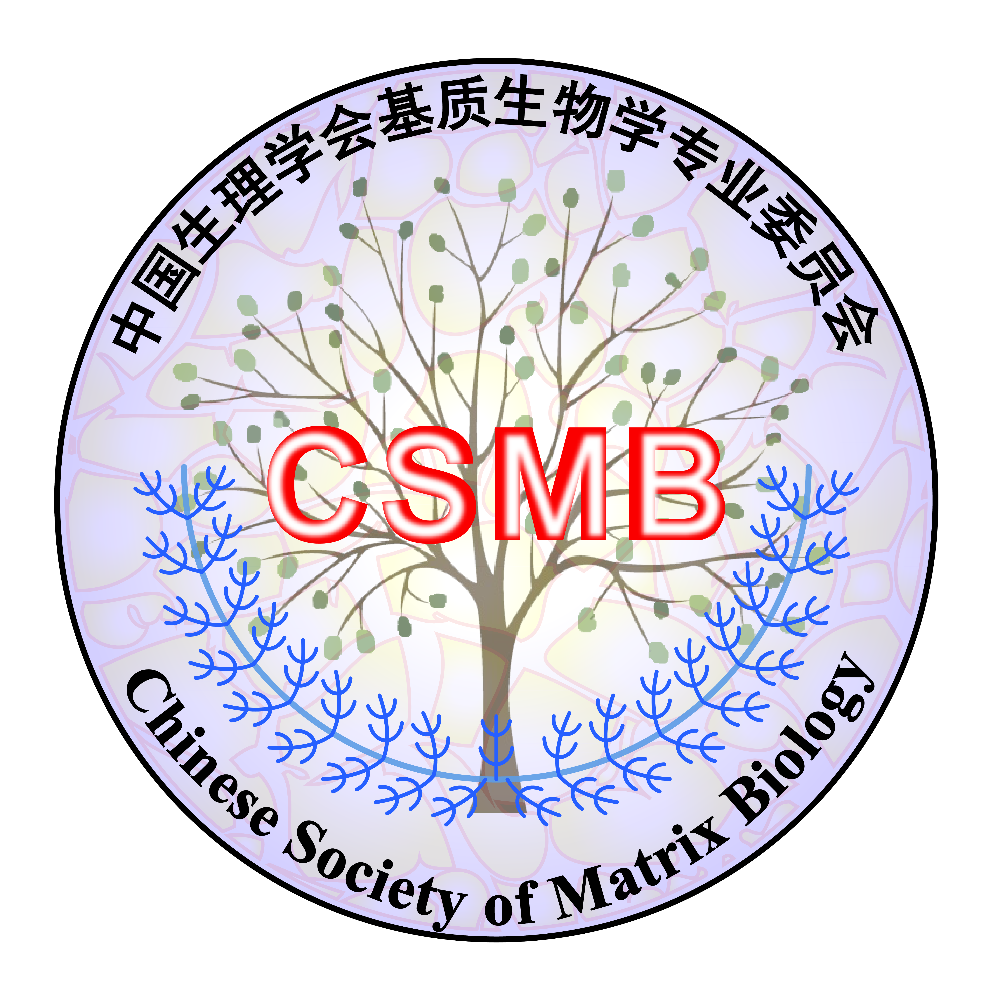 中国生理学会基质生物学专业委员会
CSMB
Chinese Society of Matrix Biology